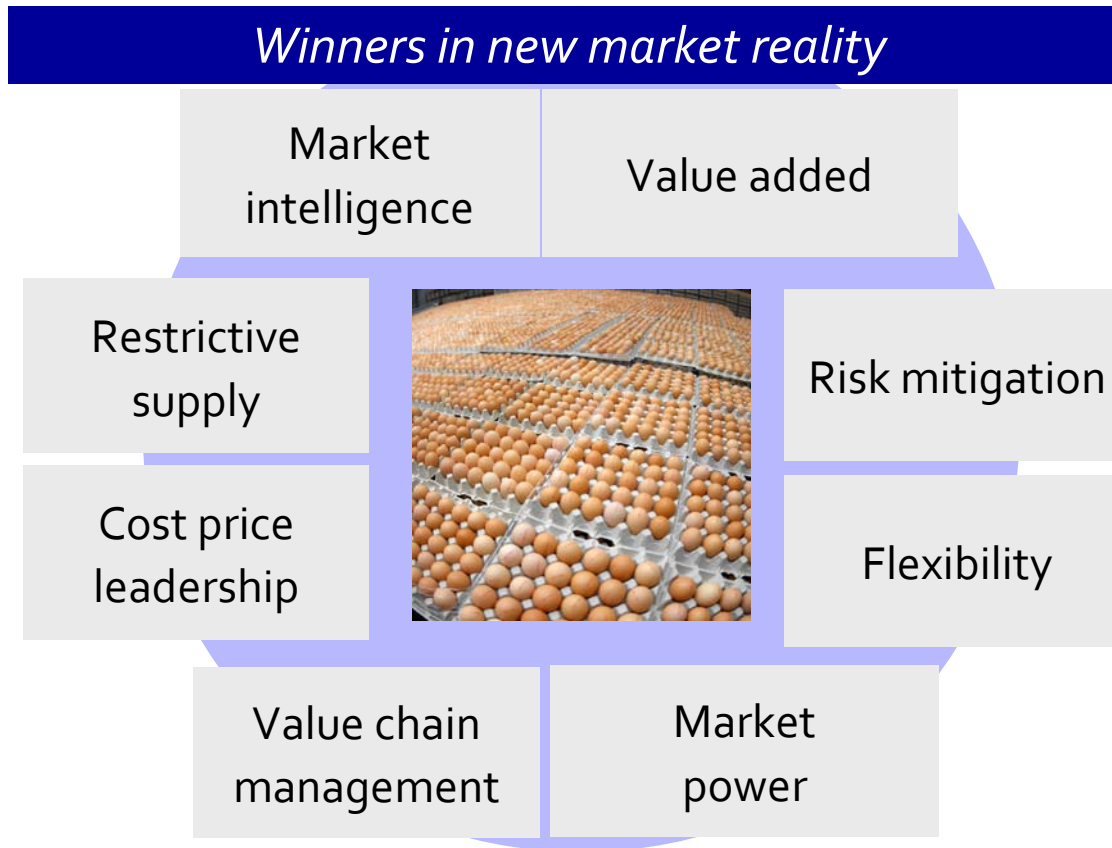 Winners in new market reality
Market
intelligence
Value added
Restrictive
supply
Risk mitigation
Cost price
leadership
Flexibility
Value chain
management
Market
power